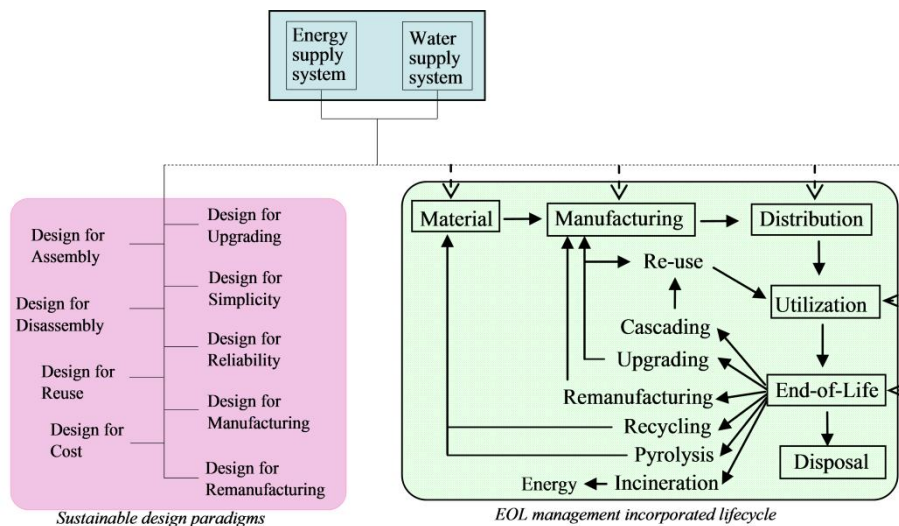 Energy
supply
system
Water
supply
system
Design for
Upgrading
Design for
Assembly
Design for
Simplicity
Design for
Disassembly
Design for
Reliability
Design for
Reuse
Design for
Manufacturing
Design for
Cost
Design for
Remanufacturing
Sustainable design paradigms
Material
Manufacturing
Distribution
Re-use
Utilization
Cascading
Upgrading
End-of-Life
Remanufacturing
Recycling
Pyrolysis
Disposal
Energy
Incineration
EOL management incorporated lifecycle